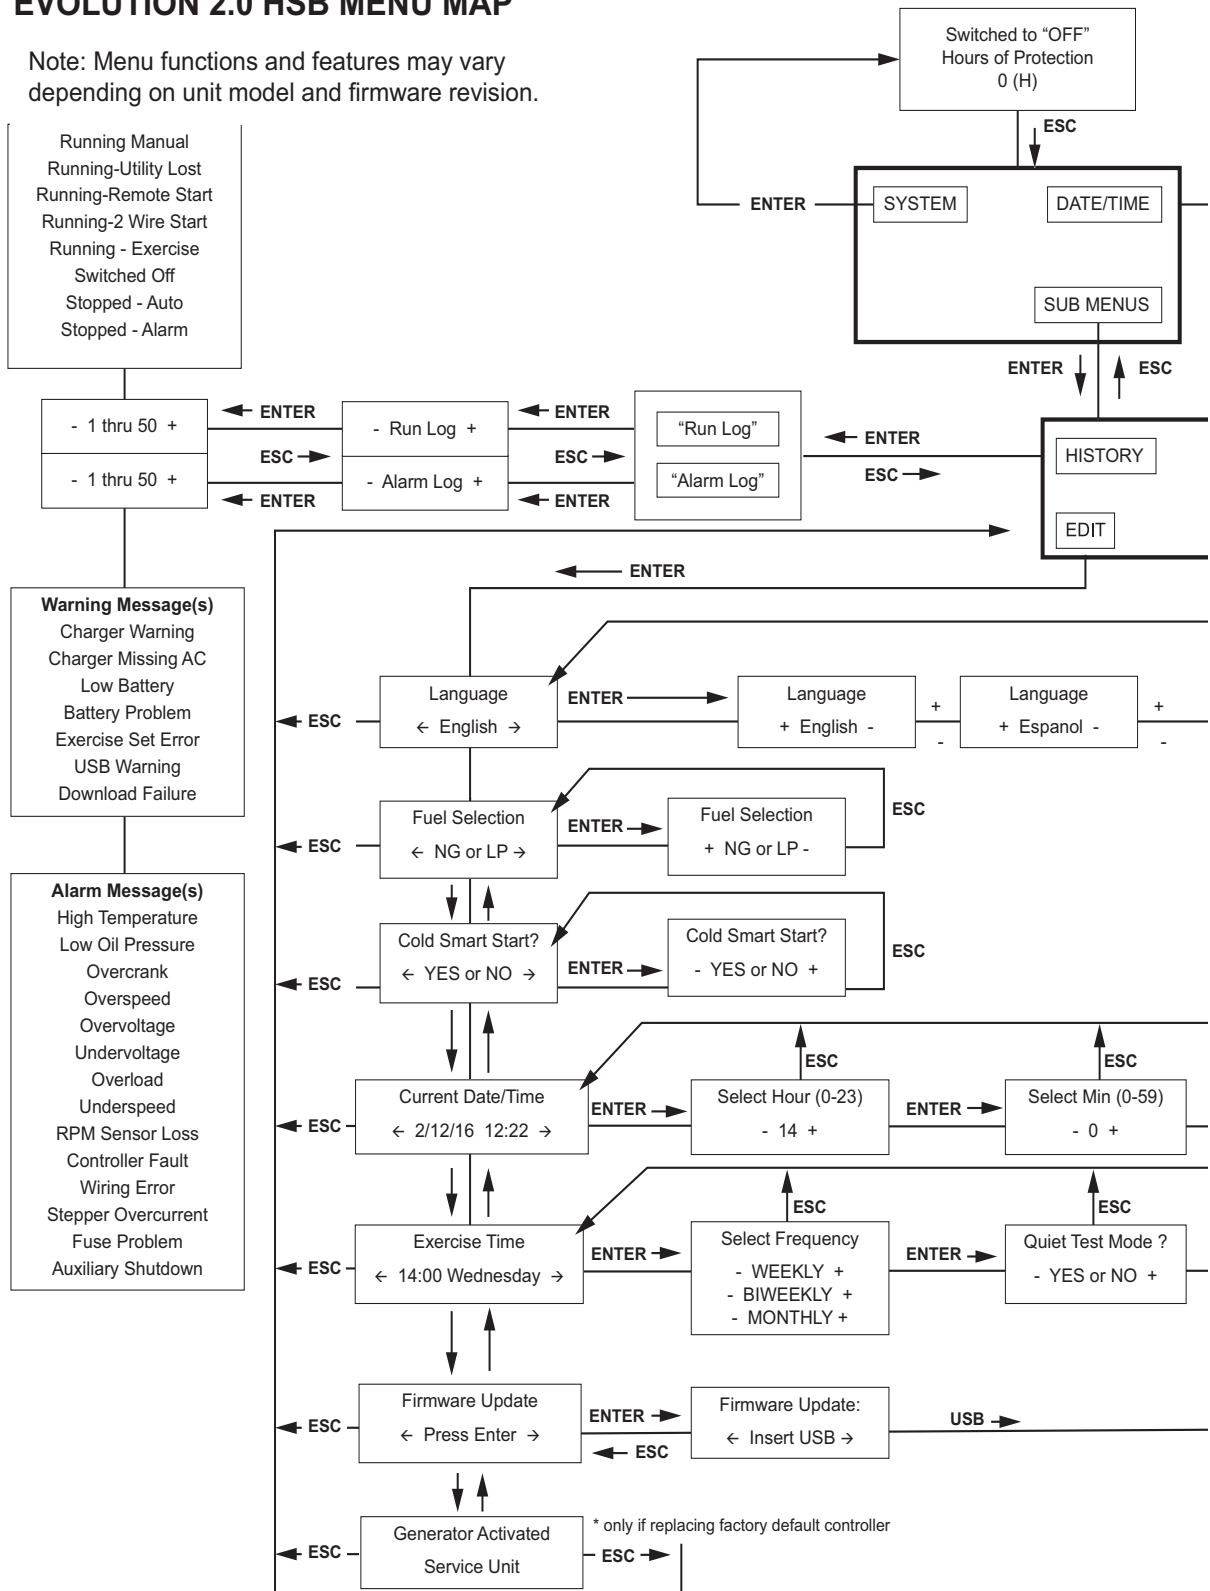 EVOLUTION 2.0 HSB MENU MAP
Note: Menu functions and features may vary
depending on unit model and firmware revision.
Switched to “OFF”
Hours of Protection
0 (H)
ESC
ENTER
SYSTEM
DATE/TIME
SUB MENUS
ENTER
ESC
Running Manual
Running-Utility Lost
Running-Remote Start
Running-2 Wire Start
Running - Exercise
Switched Off
Stopped - Auto
Stopped - Alarm
- 1 thru 50 +
- 1 thru 50 +
ENTER
ESC
ENTER
- Run Log +
- Alarm Log +
ENTER
ESC
ENTER
“Run Log”
“Alarm Log”
ENTER
ESC
HISTORY
EDIT
ENTER
Warning Message(s)
Charger Warning
Charger Missing AC
Low Battery
Battery Problem
Exercise Set Error
USB Warning
Download Failure
Alarm Message(s)
High Temperature
Low Oil Pressure
Overcrank
Overspeed
Overvoltage
Undervoltage
Overload
Underspeed
RPM Sensor Loss
Controller Fault
Wiring Error
Stepper Overcurrent
Fuse Problem
Auxiliary Shutdown
ESC
Language
← English →
ENTER
Language
+ English -
+
-
Language
+ Espanol -
+
-
ESC
Fuel Selection
← NG or LP →
ENTER
Fuel Selection
+ NG or LP -
ESC
ESC
Cold Smart Start?
← YES or NO →
ENTER
Cold Smart Start?
- YES or NO +
ESC
ESC
Current Date/Time
← 2/12/16 12:22 →
ENTER
ESC
Select Hour (0-23)
- 14 +
ENTER
ESC
Select Min (0-59)
- 0 +
ESC
Exercise Time
← 14:00 Wednesday →
ENTER
ESC
Select Frequency
- WEEKLY +
- BIWEEKLY +
- MONTHLY +
ENTER
ESC
Quiet Test Mode ?
- YES or NO +
ESC
Firmware Update
← Press Enter →
ENTER
ESC
Firmware Update:
← Insert USB →
USB
ESC
Generator Activated
Service Unit
ESC
* only if replacing factory default controller